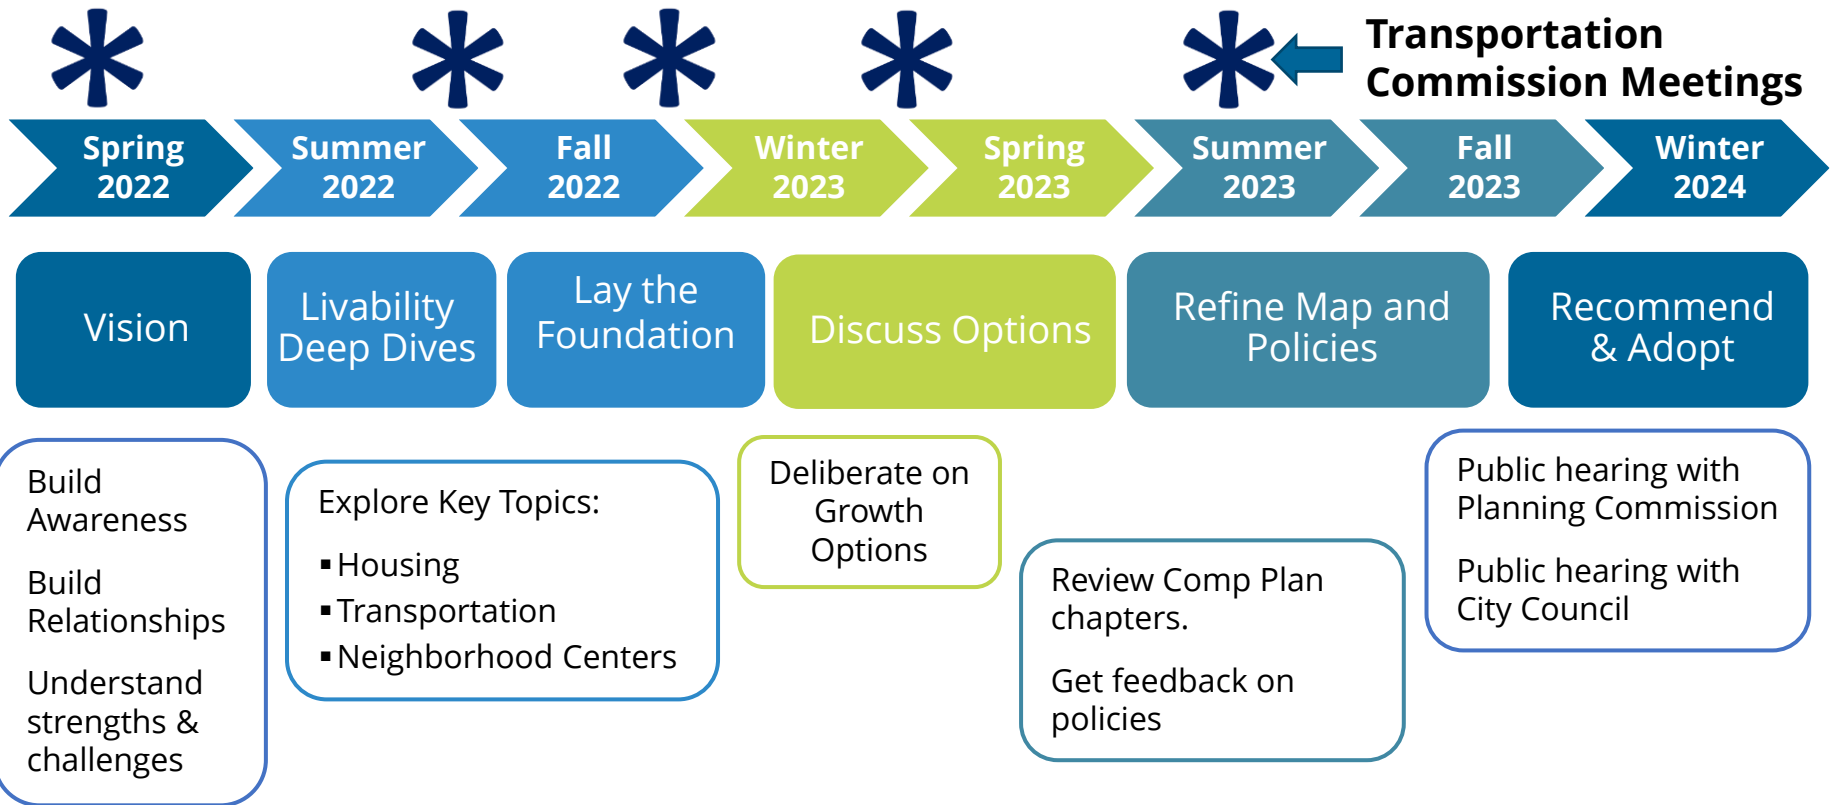 Transportation
Commission Meetings
Spring
2022
Summer
2022
Fall
2022
Winter
2023
Spring
2023
Summer
2023
Fall
2023
Winter
2024
Vision
Livability
Deep Dives
Lay the
Foundation
Discuss Options
Refine Map and
Policies
Recommend
& Adopt
Build
Awareness
Build
Relationships
Understand
strengths &
challenges
Explore Key Topics:
▪Housing
▪Transportation
▪Neighborhood Centers
Deliberate on
Growth
Options
Review Comp Plan
chapters.
Get feedback on
policies
Public hearing with
Planning Commission
Public hearing with
City Council